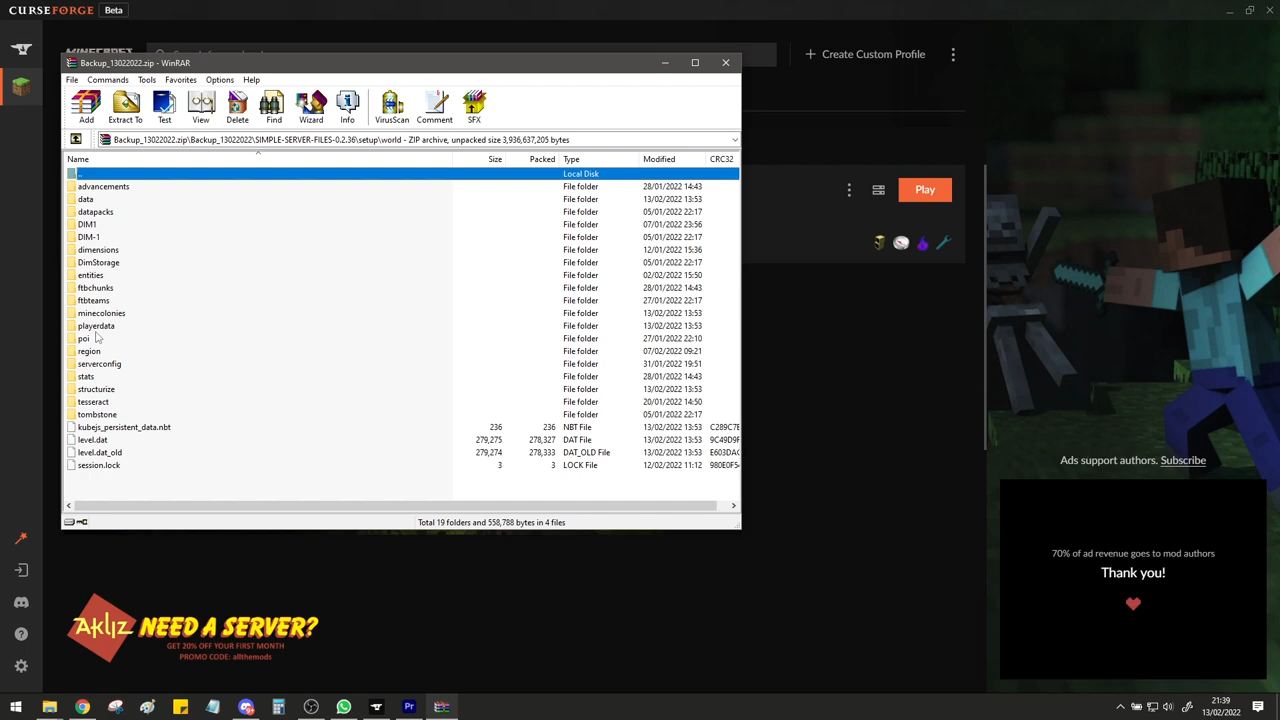 CURSEFORGE Beta
MINECRAFT
Create Custom Profile
Backup_13022022.zip - WinRAR
File Commands Tools Favorites Options Help
Add Extract To Test View Delete Find Wizard Info VirusScan Comment SFX
Backup_13022022.zip\Backup_13022022\SIMPLE-SERVER-FILES-0.2.36\setup\world - ZIP archive, unpacked size 3,936,637,205 bytes
Name Size Packed Type Modified CRC32
.. Local Disk
advancements File folder 28/01/2022 14:43
data File folder 13/02/2022 13:53
datapacks File folder 05/01/2022 22:17
DIM1 File folder 07/01/2022 23:56
DIM-1 File folder 05/01/2022 22:17
dimensions File folder 12/01/2022 15:36
DimStorage File folder 05/01/2022 22:17
entities File folder 02/02/2022 15:50
ftbchunks File folder 28/01/2022 14:43
ftbteams File folder 27/01/2022 22:17
minecolonies File folder 13/02/2022 13:53
playerdata File folder 13/02/2022 13:53
poi File folder 27/01/2022 22:10
region File folder 07/02/2022 09:21
serverconfig File folder 31/01/2022 19:51
stats File folder 28/01/2022 14:43
structurize File folder 13/02/2022 13:53
tesseract File folder 20/01/2022 14:50
tombstone File folder 05/01/2022 22:17
kubejs_persistent_data.nbt 236 236 NBT File 13/02/2022 13:53 C289C7E
level.dat 279,275 278,327 DAT File 13/02/2022 13:53 9C49D9F
level.dat_old 279,274 278,333 DAT_OLD File 13/02/2022 13:53 E603DAC
session.lock 3 3 LOCK File 12/02/2022 11:12 980E0F5
Total 19 folders and 558,788 bytes in 4 files
Play
Ads support authors. Subscribe
70% of ad revenue goes to mod authors
Thank you!
AKLIZ NEED A SERVER?
GET 20% OFF YOUR FIRST MONTH
PROMO CODE: allthemods
21:39
13/02/2022